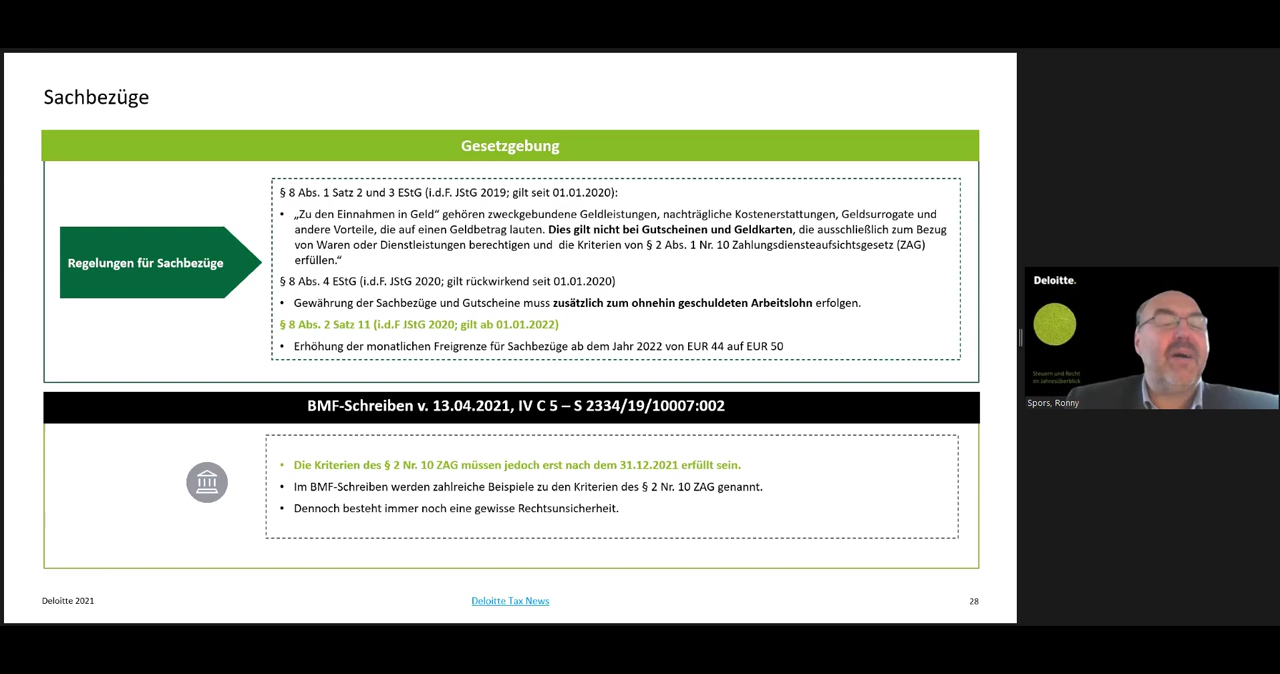 Sachbezüge
Gesetzgebung
Regelungen für Sachbezüge
§ 8 Abs. 1 Satz 2 und 3 EStG (i.d.F. JStG 2019; gilt seit 01.01.2020):
• „Zu den Einnahmen in Geld“ gehören zweckgebundene Geldleistungen, nachträgliche Kostenerstattungen, Geldsurrogate und
andere Vorteile, die auf einen Geldbetrag lauten. Dies gilt nicht bei Gutscheinen und Geldkarten, die ausschließlich zum Bezug
von Waren oder Dienstleistungen berechtigen und die Kriterien von § 2 Abs. 1 Nr. 10 Zahlungsdiensteaufsichtsgesetz (ZAG)
erfüllen.“
§ 8 Abs. 4 EStG (i.d.F. JStG 2020; gilt rückwirkend seit 01.01.2020)
• Gewährung der Sachbezüge und Gutscheine muss zusätzlich zum ohnehin geschuldeten Arbeitslohn erfolgen.
§ 8 Abs. 2 Satz 11 (i.d.F JStG 2020; gilt ab 01.01.2022)
• Erhöhung der monatlichen Freigrenze für Sachbezüge ab dem Jahr 2022 von EUR 44 auf EUR 50
BMF-Schreiben v. 13.04.2021, IV C 5 – S 2334/19/10007:002
• Die Kriterien des § 2 Nr. 10 ZAG müssen jedoch erst nach dem 31.12.2021 erfüllt sein.
• Im BMF-Schreiben werden zahlreiche Beispiele zu den Kriterien des § 2 Nr. 10 ZAG genannt.
• Dennoch besteht immer noch eine gewisse Rechtsunsicherheit.
Deloitte 2021
Deloitte Tax News
28
Deloitte.
Steuern und Recht
im Jahresüberblick
Spors, Ronny